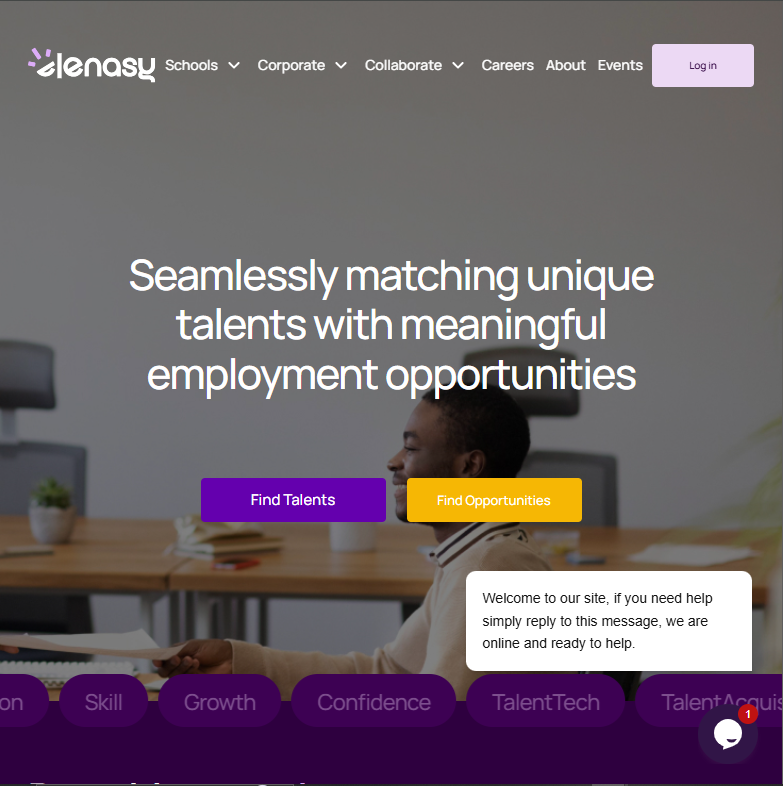 elenasy
Schools Corporate Collaborate Careers About Events Log in
Seamlessly matching unique
talents with meaningful
employment opportunities
Find Talents Find Opportunities
Welcome to our site, if you need help
simply reply to this message, we are
online and ready to help.
on Skill Growth Confidence TalentTech TalentAcquis
1